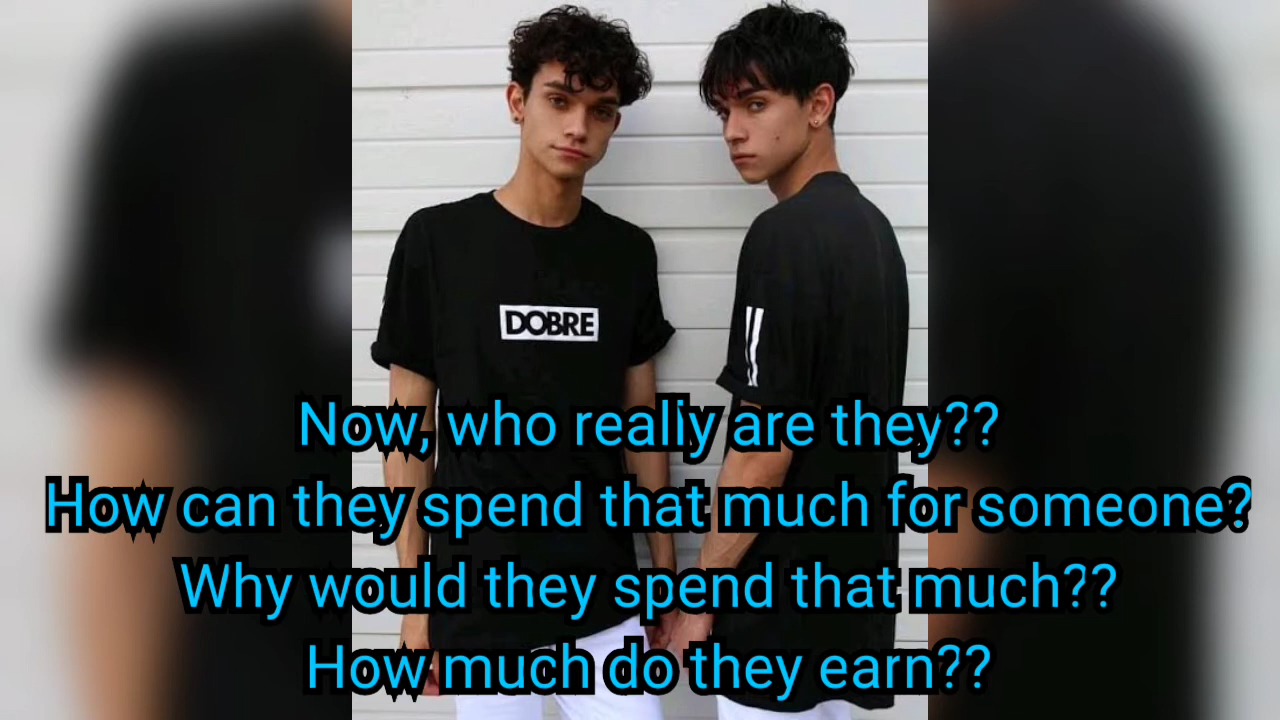 DOBRE
Now, who really are they??
How can they spend that much for someone?
Why would they spend that much??
How much do they earn??